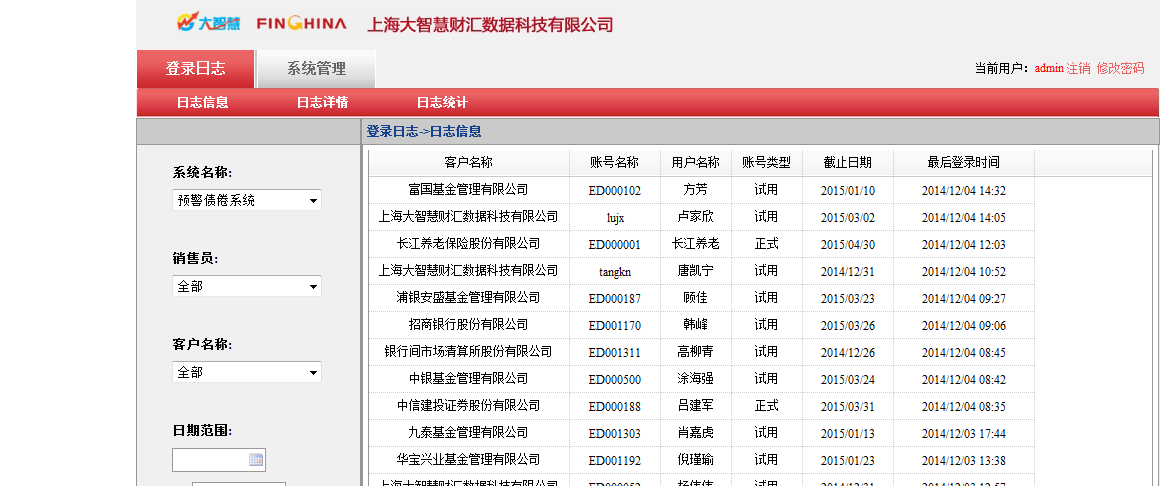 大智慧 FINCHINA 上海大智慧财汇数据科技有限公司
登录日志 系统管理 当前用户：admin 注销 修改密码
日志信息 日志详情 日志统计
登录日志->日志信息
系统名称:
预警债偿系统
销售员:
全部
客户名称:
全部
日期范围:
客户名称 账号名称 用户名称 账号类型 截止日期 最后登录时间
富国基金管理有限公司 ED000102 方芳 试用 2015/01/10 2014/12/04 14:32
上海大智慧财汇数据科技有限公司 lujx 卢家欣 试用 2015/03/02 2014/12/04 14:05
长江养老保险股份有限公司 ED000001 长江养老 正式 2015/04/30 2014/12/04 12:03
上海大智慧财汇数据科技有限公司 tangkn 唐凯宁 试用 2014/12/31 2014/12/04 10:52
浦银安盛基金管理有限公司 ED000187 顾佳 试用 2015/03/23 2014/12/04 09:27
招商银行股份有限公司 ED001170 韩峰 试用 2015/03/26 2014/12/04 09:06
银行间市场清算所股份有限公司 ED001311 高柳青 试用 2014/12/26 2014/12/04 08:45
中银基金管理有限公司 ED000500 涂海强 试用 2015/03/24 2014/12/04 08:42
中信建投证券股份有限公司 ED000188 吕建军 正式 2015/03/31 2014/12/04 08:35
九泰基金管理有限公司 ED001303 肖嘉虎 试用 2015/01/13 2014/12/03 17:44
华宝兴业基金管理有限公司 ED001192 倪瑾瑜 试用 2015/01/23 2014/12/03 13:38
上海大智慧财汇数据科技有限公司